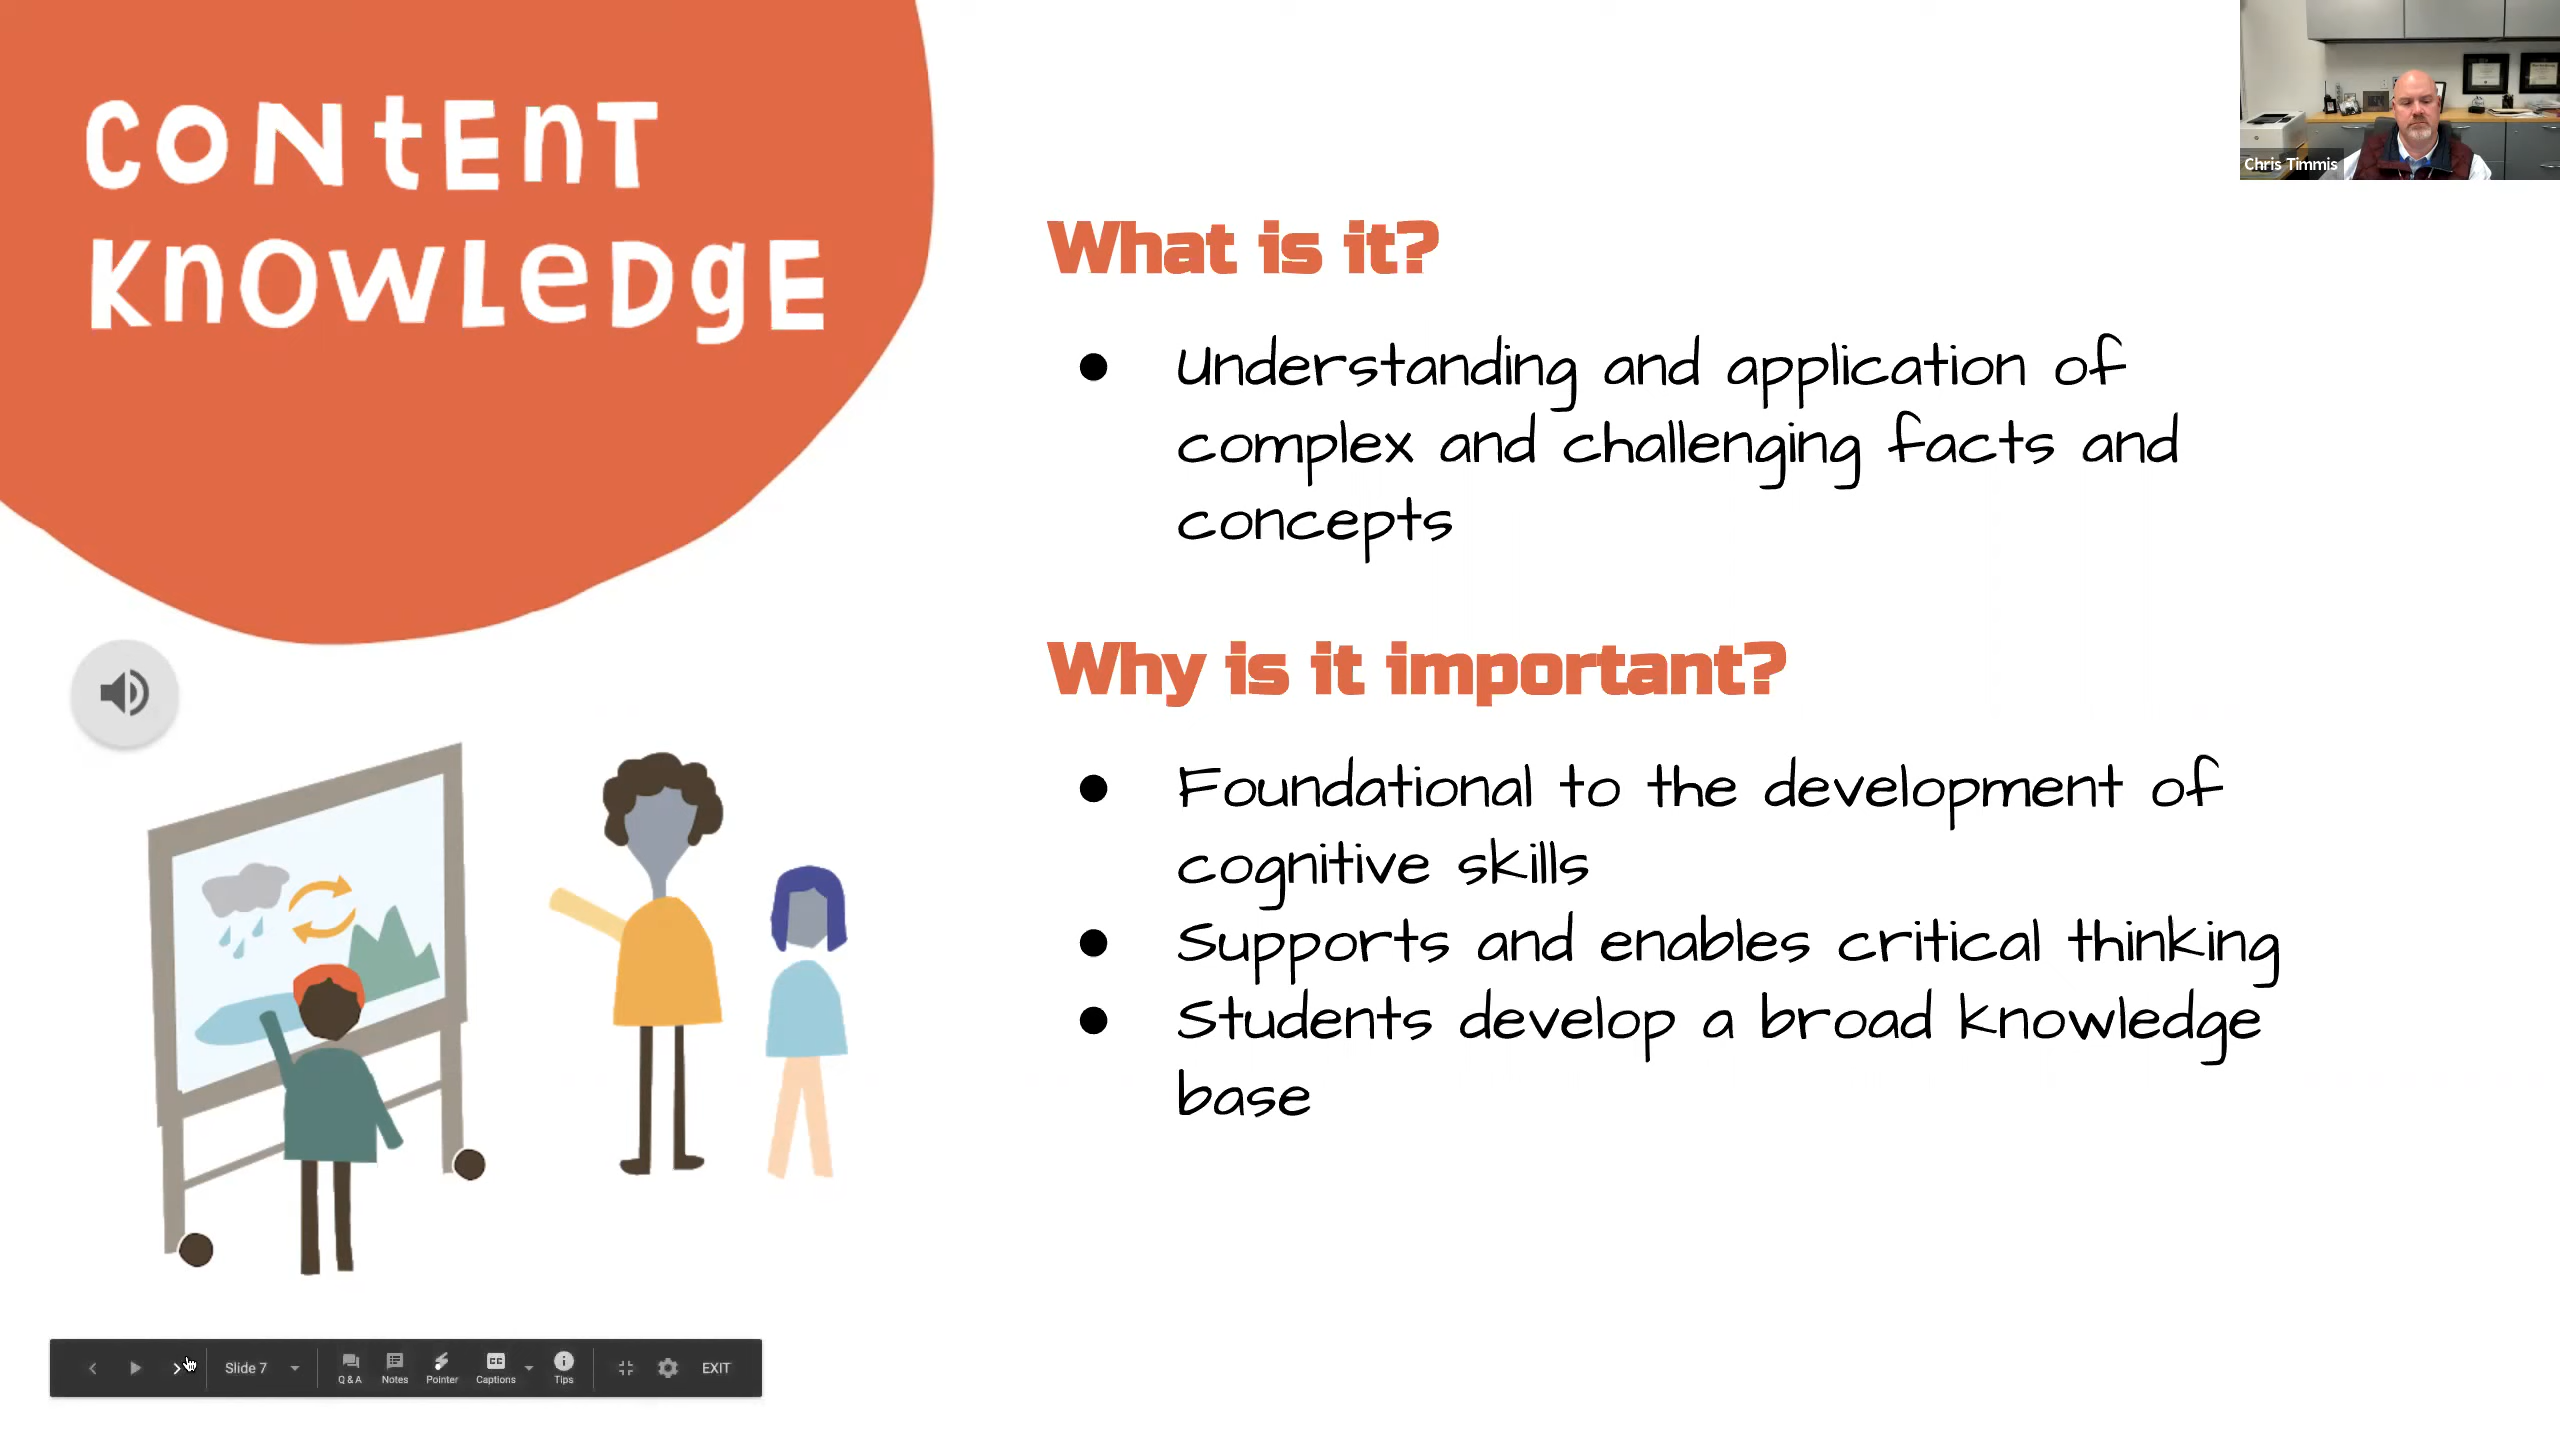 CONTENT
KNOWLEDGE
Chris Timmis
What is it?
● Understanding and application of
complex and challenging facts and
concepts
Why is it important?
● Foundational to the development of
cognitive skills
● Supports and enables critical thinking
● Students develop a broad knowledge
base
Slide 7
Q & A
Notes
Pointer
CC
Captions
Tips
EXIT